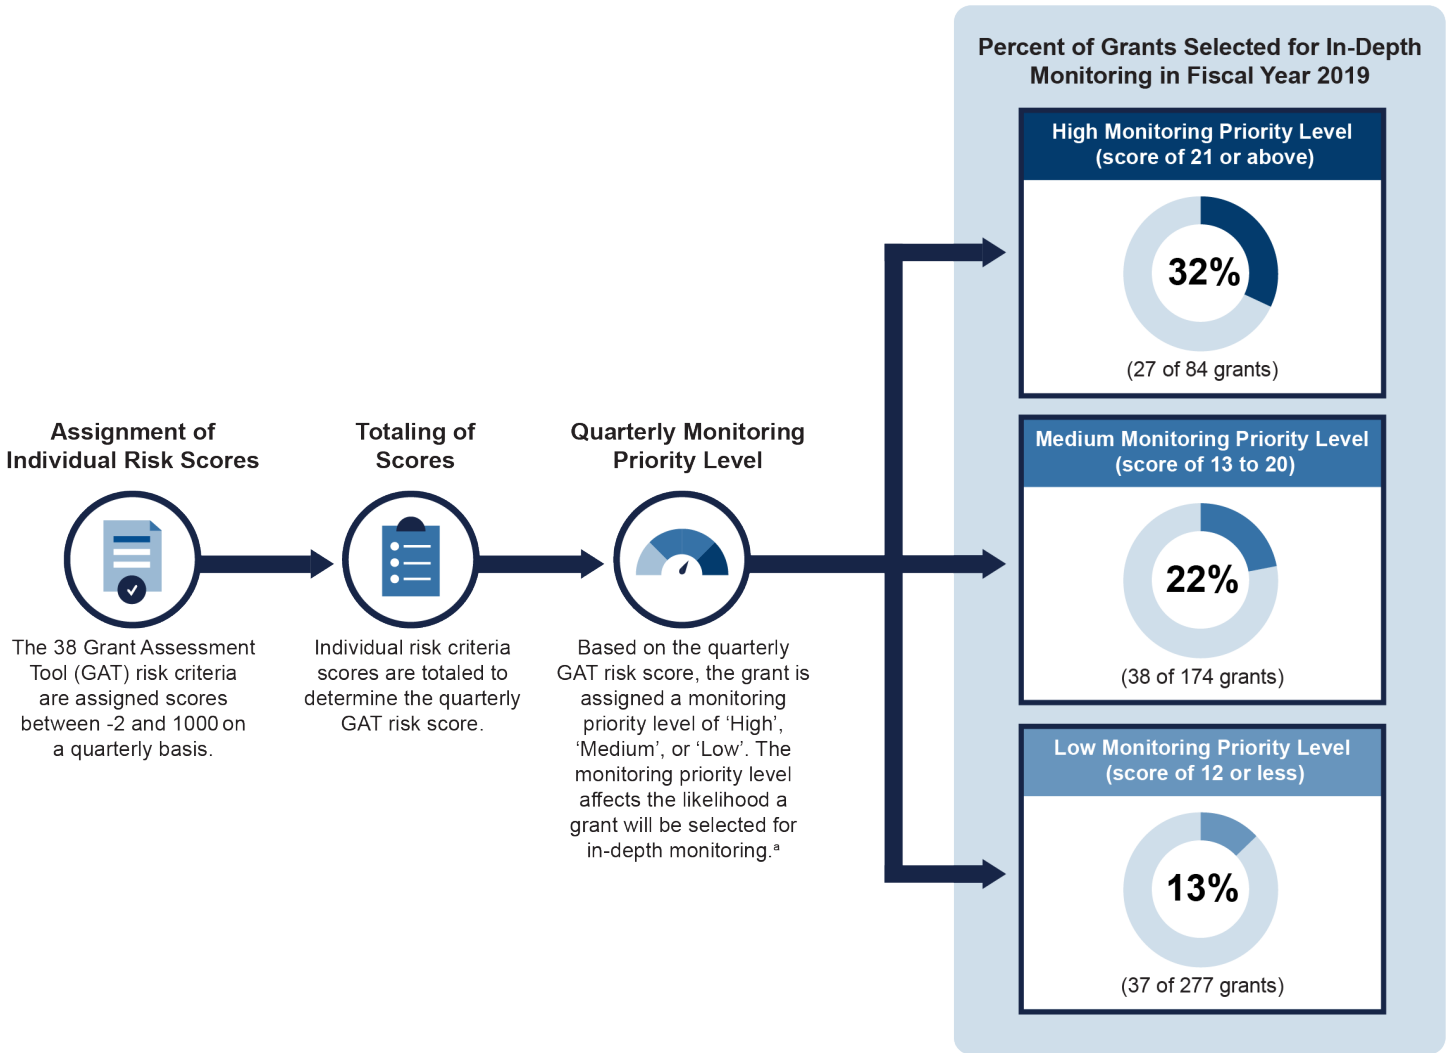 Percent of Grants Selected for In-Depth
Monitoring in Fiscal Year 2019
Assignment of
Individual Risk Scores
The 38 Grant Assessment
Tool (GAT) risk criteria
are assigned scores
between -2 and 1000 on
a quarterly basis.
Totaling of
Scores
Individual risk criteria
scores are totaled to
determine the quarterly
GAT risk score.
Quarterly Monitoring
Priority Level
Based on the quarterly
GAT risk score, the grant is
assigned a monitoring
priority level of ‘High’,
‘Medium’, or ‘Low’. The
monitoring priority level
affects the likelihood a
grant will be selected for
in-depth monitoring.ª
High Monitoring Priority Level
(score of 21 or above)
32%
(27 of 84 grants)
Medium Monitoring Priority Level
(score of 13 to 20)
22%
(38 of 174 grants)
Low Monitoring Priority Level
(score of 12 or less)
13%
(37 of 277 grants)